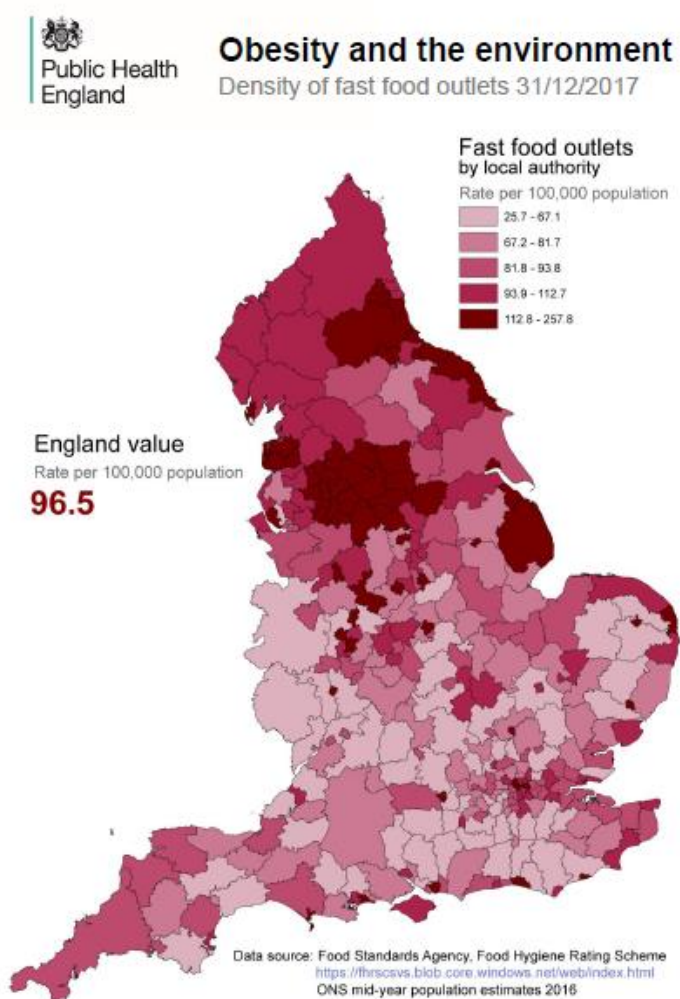 Public Health
England
Obesity and the environment
Density of fast food outlets 31/12/2017
Fast food outlets
by local authority
Rate per 100,000 population
25.7 - 67.1
67.2 - 81.7
81.8 - 93.8
93.9 - 112.7
112.8 - 257.8
England value
Rate per 100,000 population
96.5
Data source: Food Standards Agency, Food Hygiene Rating Scheme
https://fhrscsvs.blob.core.windows.net/web/index.html
ONS mid-year population estimates 2016